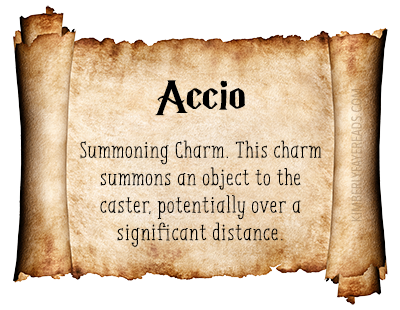 Accio
Summoning Charm. This charm
summons an object to the
caster, potentially over a
significant distance.
KIMBERLYFAYEREADS.COM